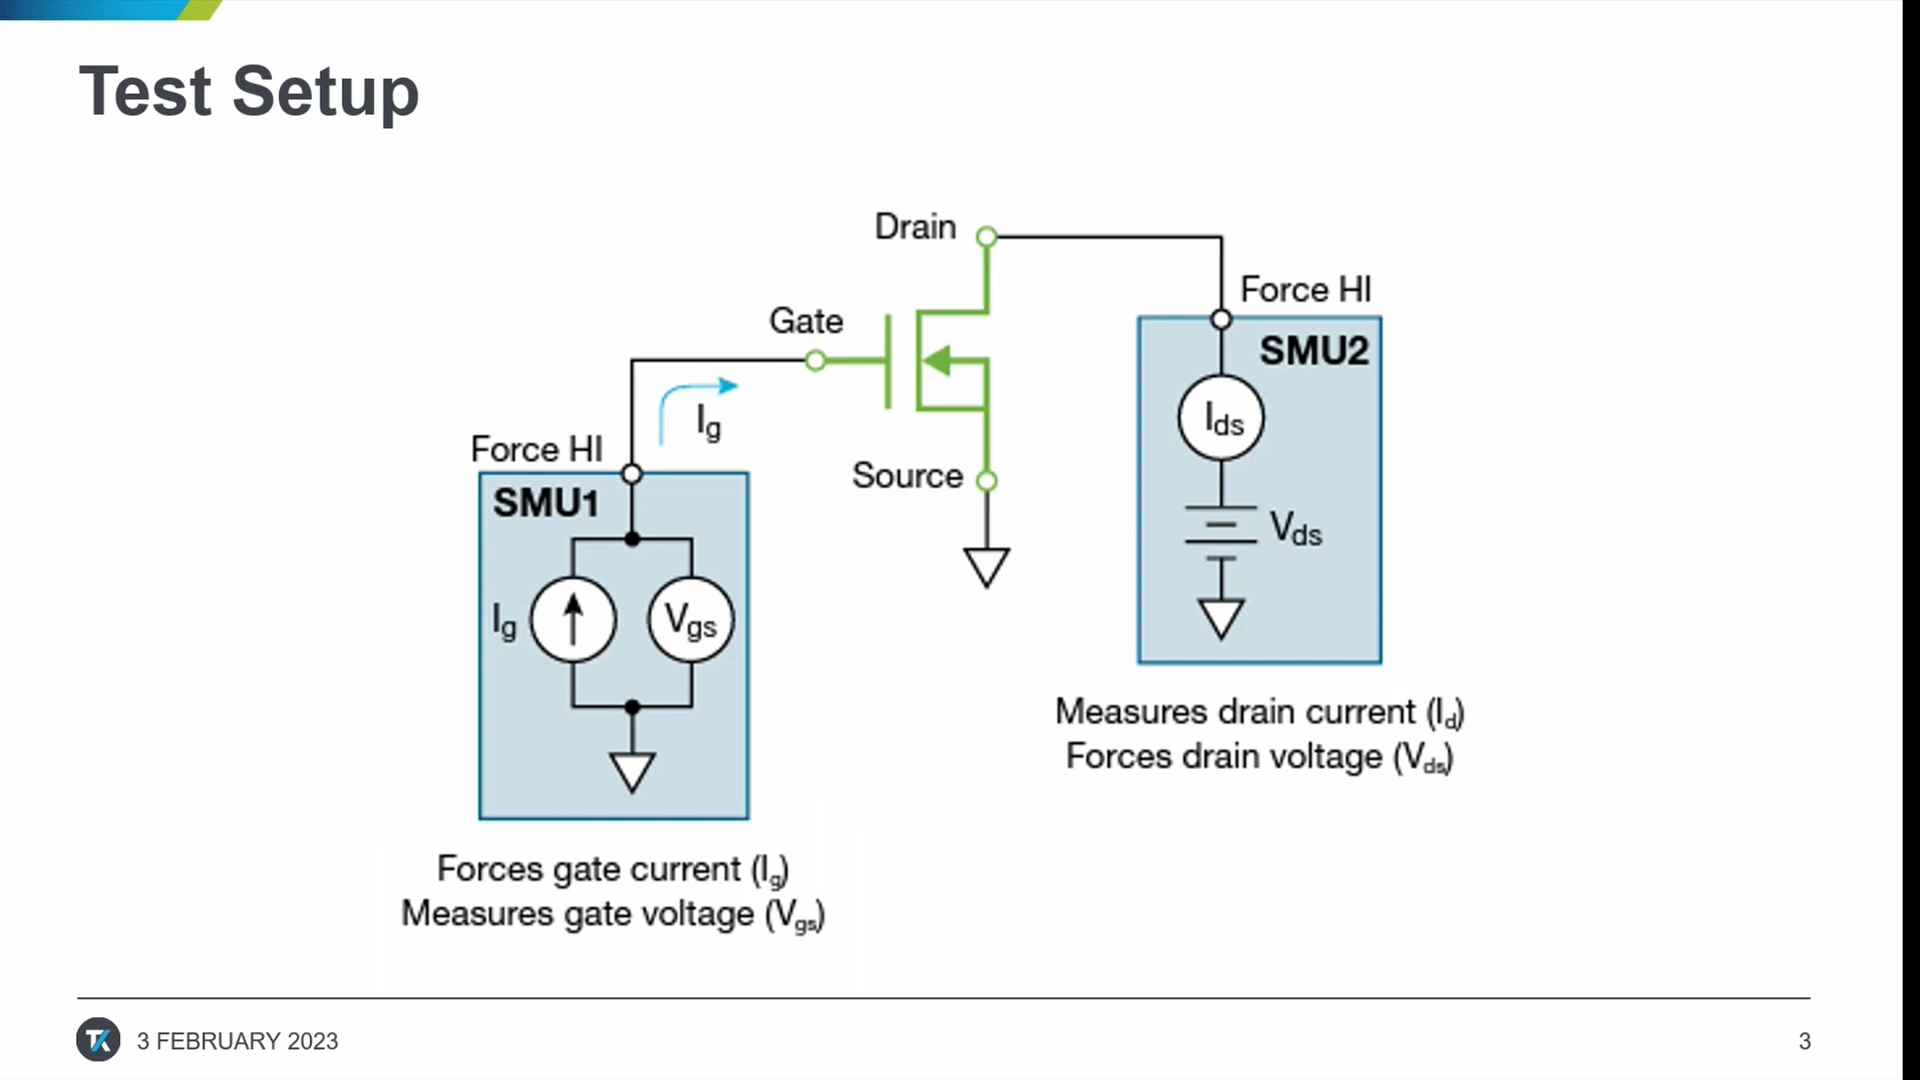 Test Setup
Drain
Force HI
Gate
SMU2
Ig
Ids
Force HI
Source
SMU1
Vds
Ig
Vgs
Measures drain current (Id)
Forces drain voltage (Vds)
Forces gate current (Ig)
Measures gate voltage (Vgs)
TK
3 FEBRUARY 2023
3